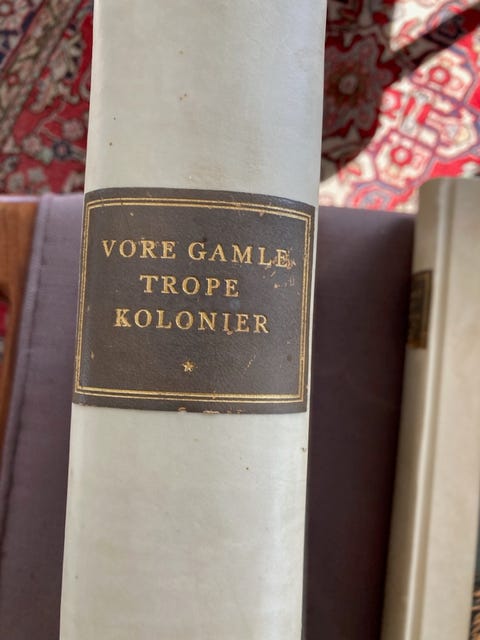 VORE GAMLE
TROPE
KOLONIER
*